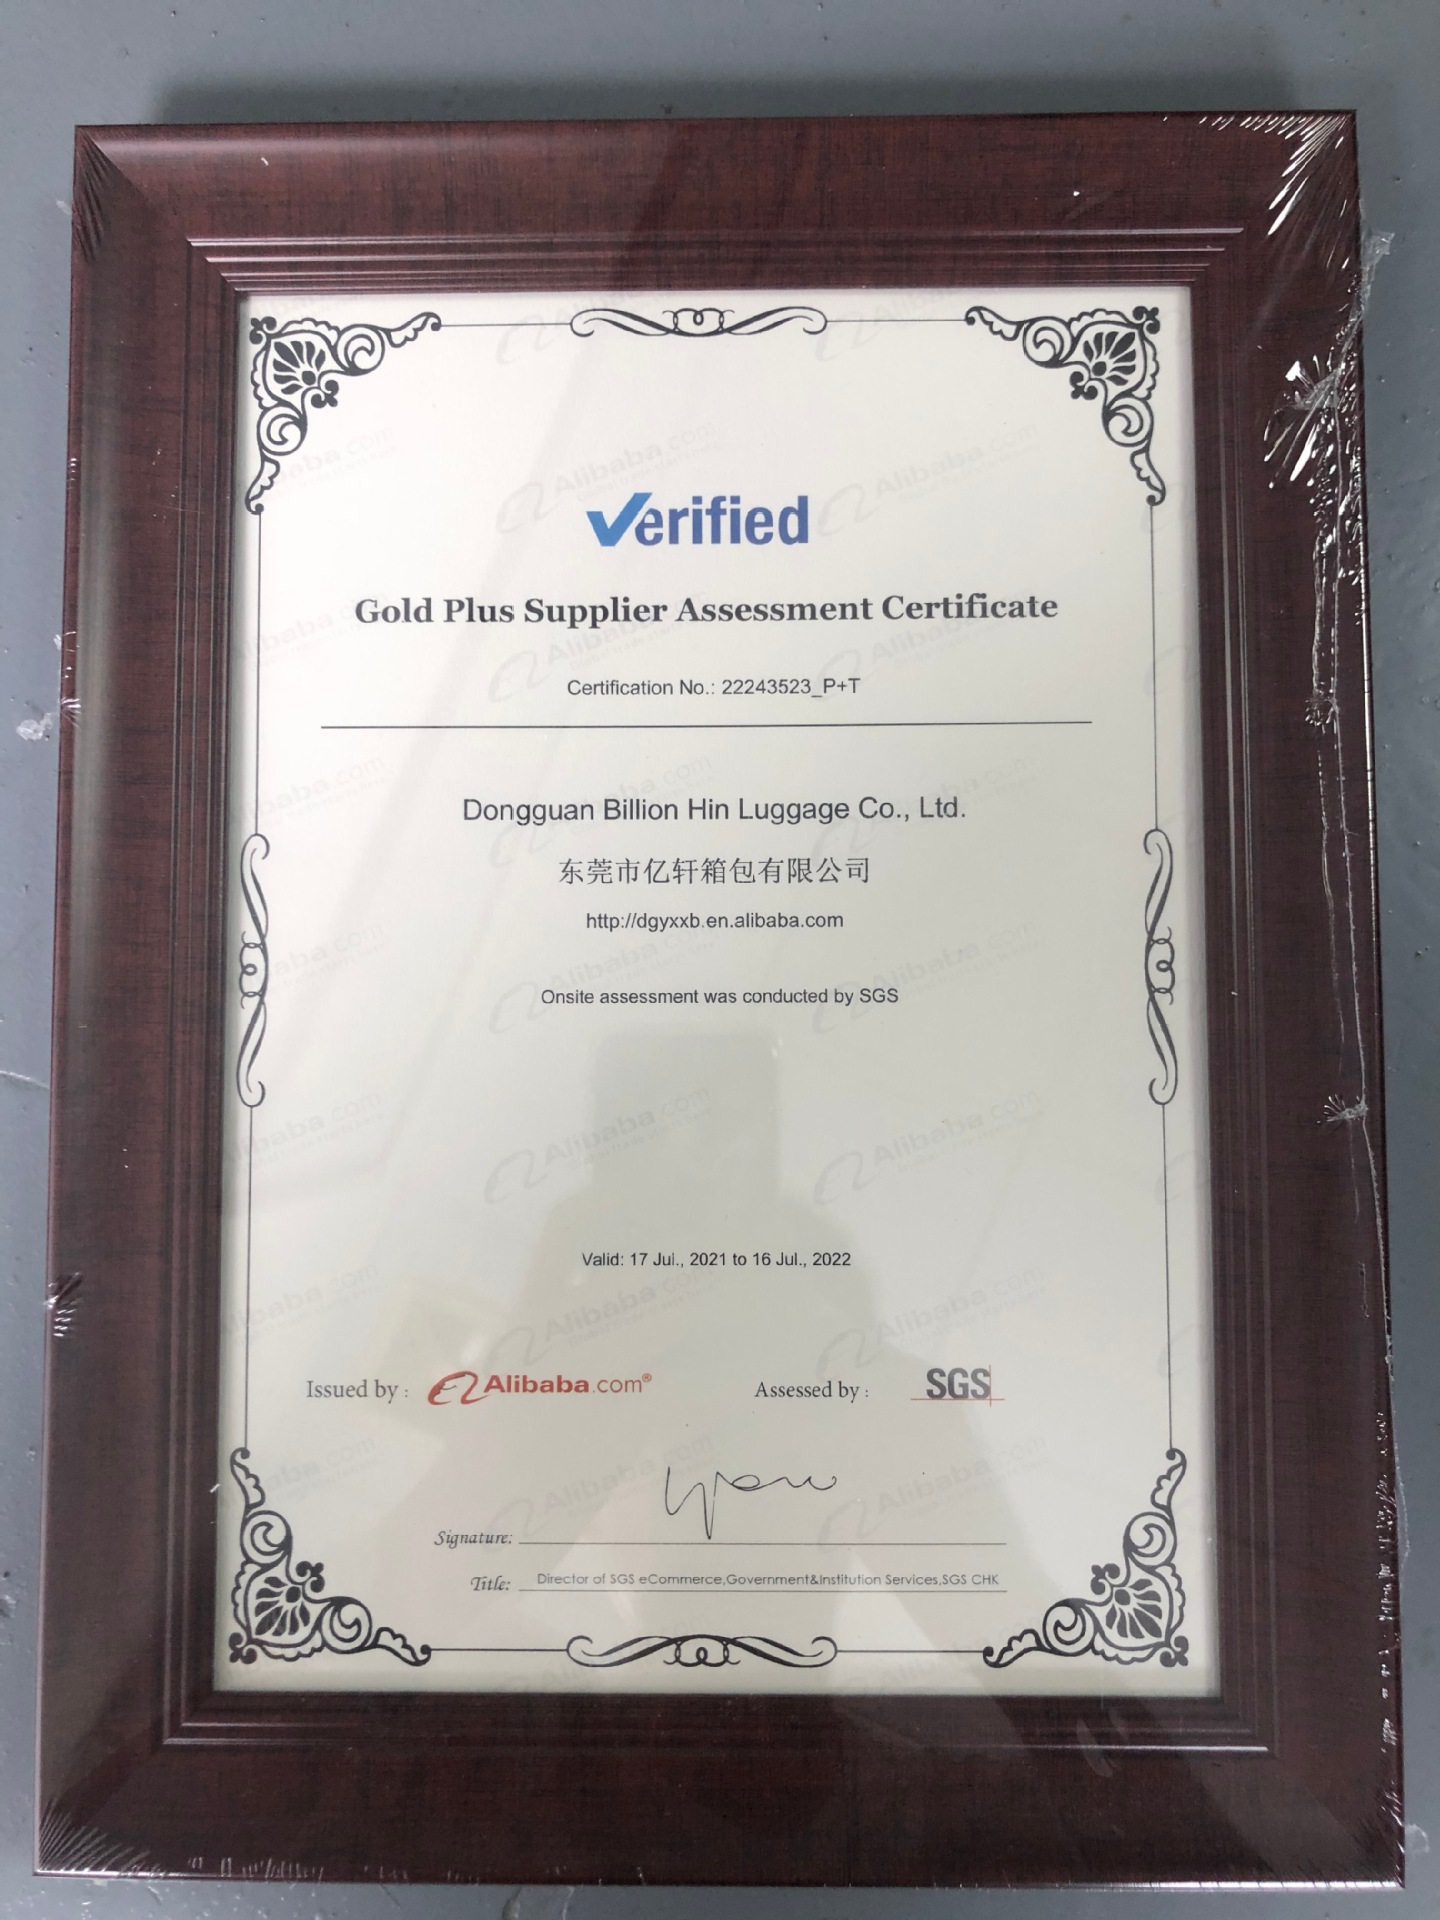 Verified
Gold Plus Supplier Assessment Certificate
Certification No.: 22243523_P+T
Dongguan Billion Hin Luggage Co., Ltd.
东莞市亿轩箱包有限公司
http://dgyxxb.en.alibaba.com
Onsite assessment was conducted by SGS
Valid: 17 Jul., 2021 to 16 Jul., 2022
Issued by : Alibaba.com® Assessed by : SGS
Signature:
Title: Director of SGS eCommerce,Government&Institution Services,SGS CHK